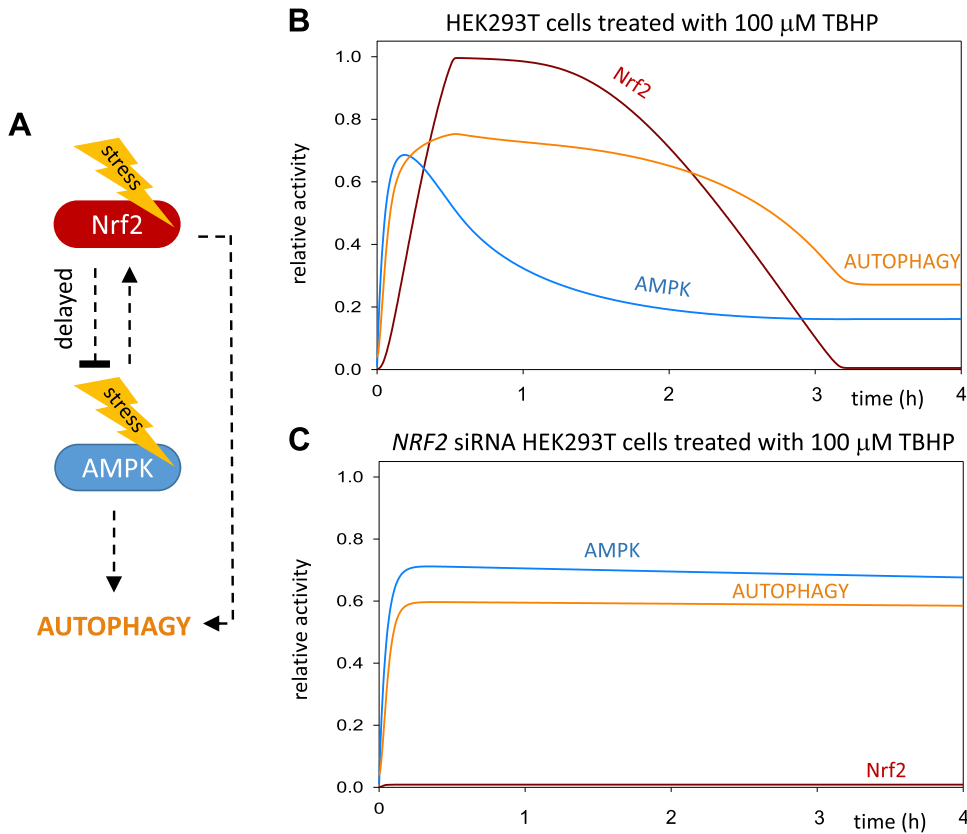 A
stress
Nrf2
delayed
stress
AMPK
AUTOPHAGY
B
HEK293T cells treated with 100 μM TBHP
relative activity
1.0
0.8
0.6
0.4
0.2
0.0
Nrf2
AUTOPHAGY
AMPK
0
1
2
3
4
time (h)
C
NRF2 siRNA HEK293T cells treated with 100 μM TBHP
relative activity
1.0
0.8
0.6
0.4
0.2
0.0
AMPK
AUTOPHAGY
Nrf2
0
1
2
3
4
time (h)